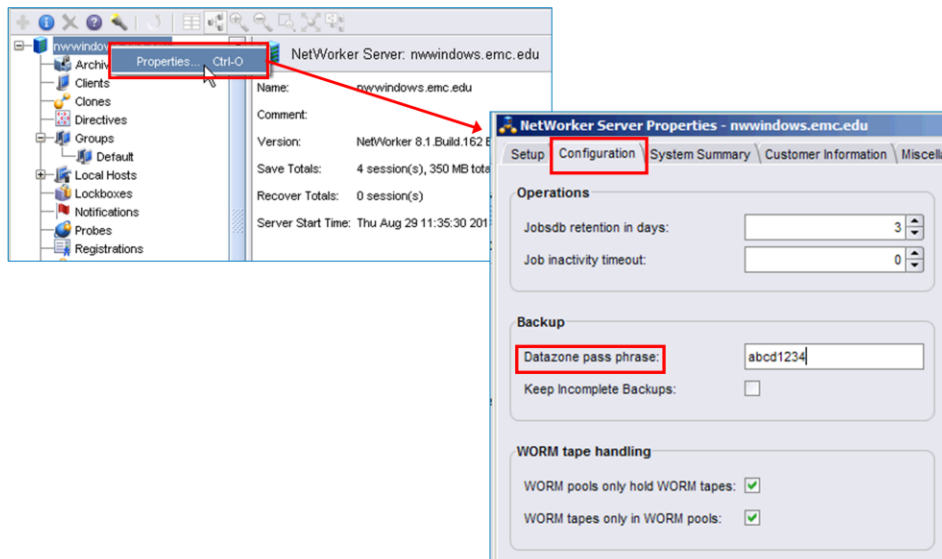 nwwindow
Properties... Ctrl-O
Archiv
Clients
Clones
Directives
Groups
Default
Local Hosts
Lockboxes
Notifications
Probes
Registrations
NetWorker Server: nwwindows.emc.edu
Name: nwwindows.emc.edu
Comment:
Version: NetWorker 8.1.Build.162 E
Save Totals: 4 session(s), 350 MB tota
Recover Totals: 0 session(s)
Server Start Time: Thu Aug 29 11:35:30 201
NetWorker Server Properties - nwwindows.emc.edu
Setup Configuration System Summary Customer Information Miscella
Operations
Jobsdb retention in days: 3
Job inactivity timeout: 0
Backup
Datazone pass phrase: abcd1234
Keep Incomplete Backups:
WORM tape handling
WORM pools only hold WORM tapes:
WORM tapes only in WORM pools: